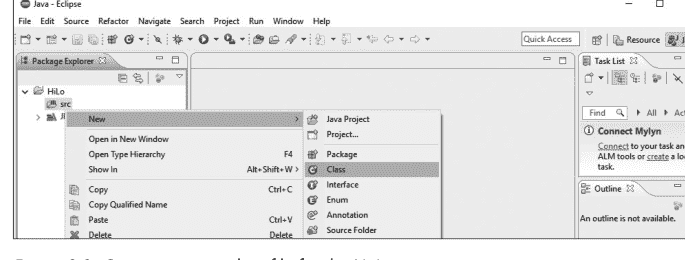 Java - Eclipse
File Edit Source Refactor Navigate Search Project Run Window Help
Quick Access
Resource
Package Explorer
Task List
HiLo
src
New
Java Project
Open in New Window
Project...
Find
All
Open Type Hierarchy F4
Package
Connect Mylyn
Show In Alt+Shift+W
Class
Connect to your task
ALM tools or create a
task.
Copy Ctrl+C
Interface
Copy Qualified Name
Enum
Outline
Paste Ctrl+V
Annotation
Delete Delete
Source Folder
An outline is not available.